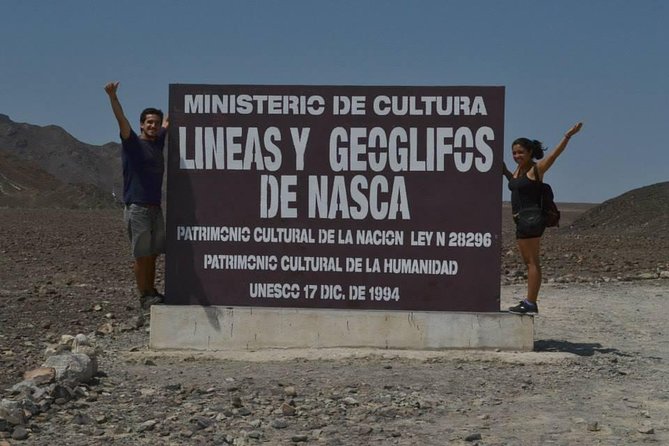 MINISTERIO DE CULTURA
LINEAS Y GEOGLIFOS
DE NASCA
PATRIMONIO CULTURAL DE LA NACION LEY N 28296
PATRIMONIO CULTURAL DE LA HUMANIDAD
UNESCO 17 DIC. DE 1994